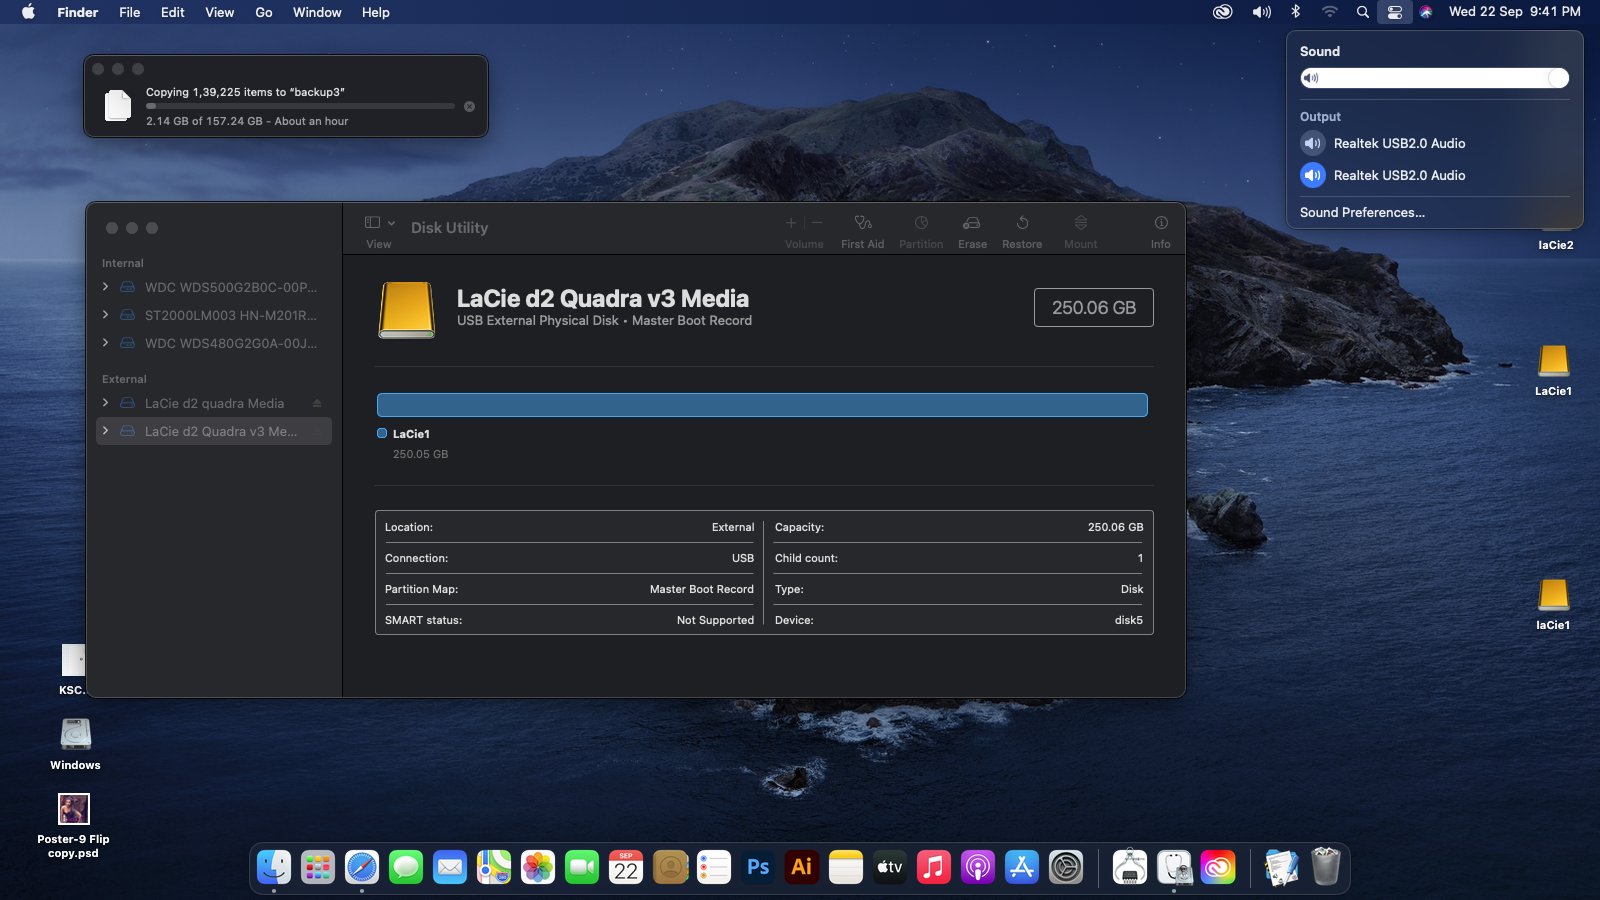 Finder File Edit View Go Window Help
Wed 22 Sep 9:41 PM
Copying 1,39,225 items to “backup3”
2.14 GB of 157.24 GB - About an hour
Sound
Output
Realtek USB2.0 Audio
Realtek USB2.0 Audio
Sound Preferences...
laCie2
LaCie1
laCie1
View
Disk Utility
Volume
First Aid
Partition
Erase
Restore
Mount
Info
Internal
WDC WDS500G2B0C-00P...
ST2000LM003 HN-M201R...
WDC WDS480G2G0A-00J...
External
LaCie d2 quadra Media
LaCie d2 Quadra v3 Me...
LaCie d2 Quadra v3 Media
USB External Physical Disk • Master Boot Record
250.06 GB
LaCie1
250.05 GB
Location: External
Capacity: 250.06 GB
Connection: USB
Child count: 1
Partition Map: Master Boot Record
Type: Disk
SMART status: Not Supported
Device: disk5
KSC.
Windows
Poster-9 Flip
copy.psd
SEP
22
Ps
Ai
tv